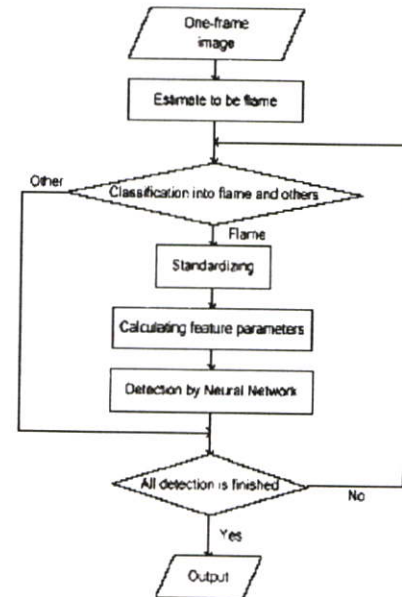 One-frame
image
Estimate to be flame
Other
Classification into flame and others
Flame
Standardizing
Calculating feature parameters
Detection by Neural Network
All detection is finished
No
Yes
Output